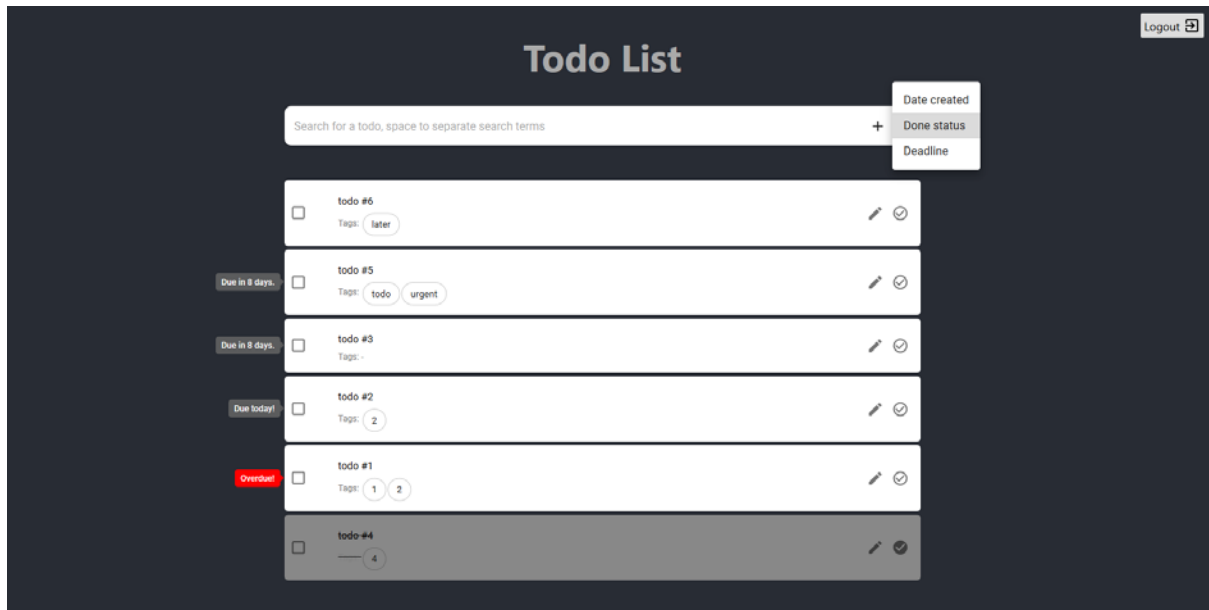 Logout
Todo List
Date created
Search for a todo, space to separate search terms
Done status
Deadline
todo #6
Tags: later
Due in 8 days.
todo #5
Tags: todo urgent
Due in 8 days.
todo #3
Tags: -
Due today!
todo #2
Tags: 2
Overdue!
todo #1
Tags: 1 2
todo #4
4